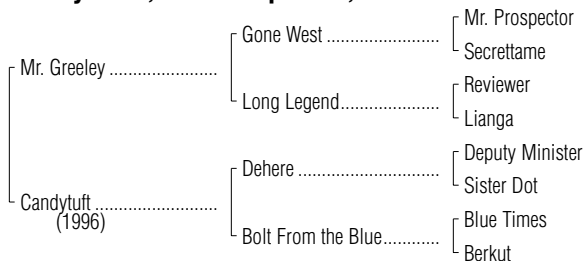 Mr. Prospector
Gone West ........................
Secrettame
Mr. Greeley .......................
Reviewer
Long Legend.....................
Lianga
Deputy Minister
Dehere ..............................
Sister Dot
Candytuft ..........................
(1996)
Blue Times
Bolt From the Blue............
Berkut